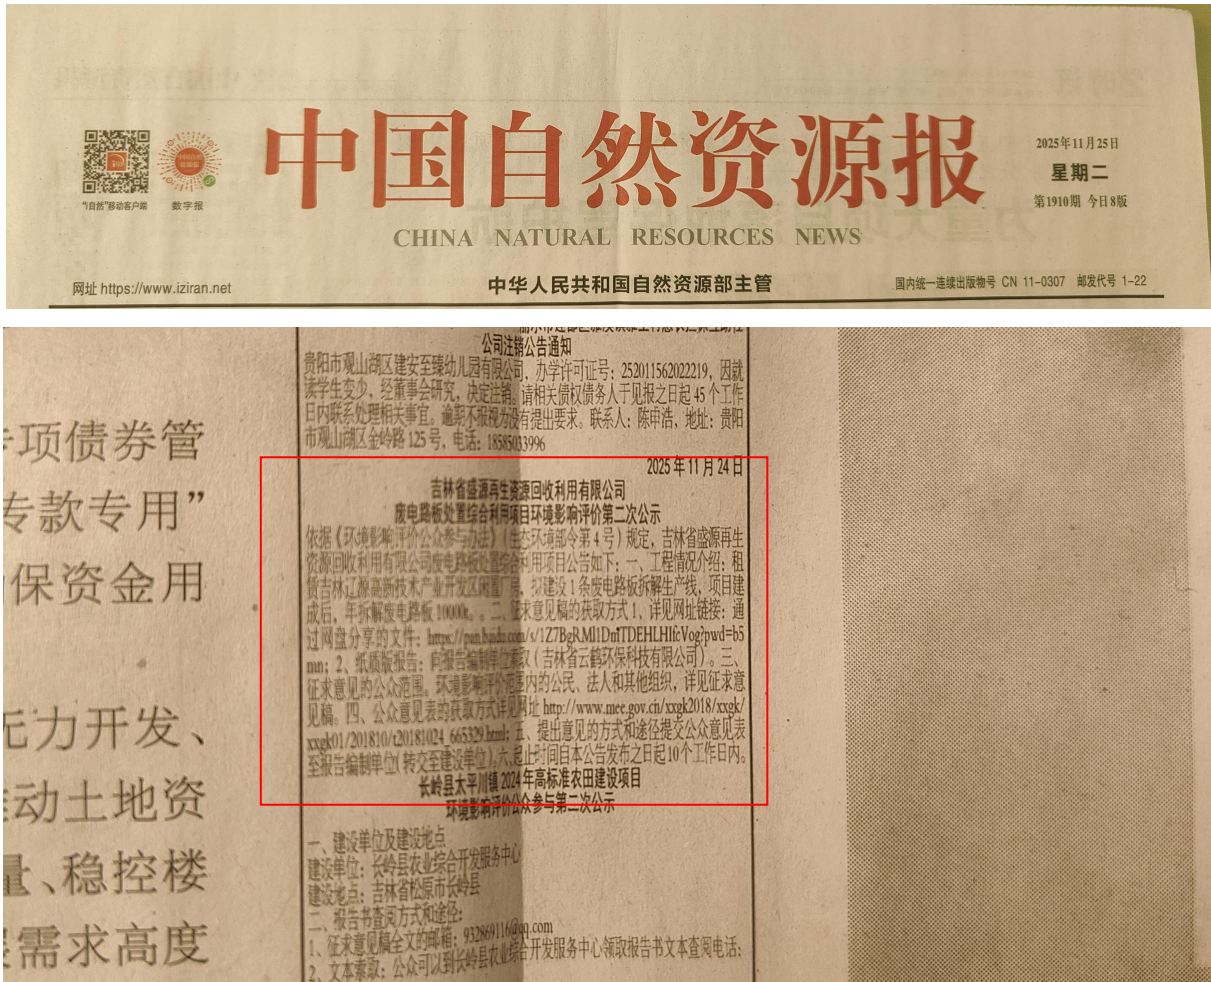 中国自然资源报
CHINA NATURAL RESOURCES NEWS
"i自然"移动客户端
数字报
2025年11月25日
星期二
第1910期 今日8版
网址 https://www.iziran.net
中华人民共和国自然资源部主管
国内统一连续出版物号 CN 11-0307 邮发代号 1-22
项债券管
专款专用”
保资金用
无力开发、
动土地资
量、稳控楼
需求高度
公司注销公告通知
贵阳市观山湖区建安至臻幼儿园有限公司，办学许可证号：252011562022219，因就
读学生变少，经董事会研究，决定注销。请相关债权债务人于见报之日起 45 个工作
日内联系处理相关事宜。逾期不报视为没有提出要求。联系人：陈申浩，地址：贵阳
市观山湖区金岭路 125 号，电话：18585033996
2025 年 11 月 24 日
吉林省盛源再生资源回收利用有限公司
废电路板处置综合利用项目环境影响评价第二次公示
依据《环境影响评价公众参与办法》（生态环境部令第 4 号）规定，吉林省盛源再生
资源回收利用有限公司废电路板处置综合利用项目公告如下：一、工程情况介绍：租
赁吉林辽源高新技术产业开发区闲置厂房，拟建设 1 条废电路板拆解生产线，项目建
成后，年拆解废电路板 10000t。。二、征求意见稿的获取方式 1、详见网址链接：通
过网盘分享的文件：https://pan.baidu.com/s/1Z7BgRMl1DniTDEHLHIfcVog?pwd=b5
mn；2、纸质版报告：向报告编制单位索取（吉林省云鹤环保科技有限公司）。三、
征求意见的公众范围。环境影响评价范围内的公民、法人和其他组织，详见征求意
见稿。四、公众意见表的获取方式详见网址 http://www.mee.gov.cn/xxgk2018/xxgk/
xxgk01/201810/t20181024_665329.html；五、提出意见的方式和途径提交公众意见表
至报告编制单位（转交至建设单位）。六、起止时间自本公告发布之日起 10 个工作日内。
长岭县太平川镇 2024 年高标准农田建设项目
环境影响评价公众参与第二次公示
一、建设单位及建设地点
建设单位：长岭县农业综合开发服务中心
建设地点：吉林省松原市长岭县
二、报告书查阅方式和途径：
1、征求意见稿全文的邮箱：932869116@qq.com
2、文本索取：公众可以到长岭县农业综合开发服务中心领取报告书文本查阅电话：